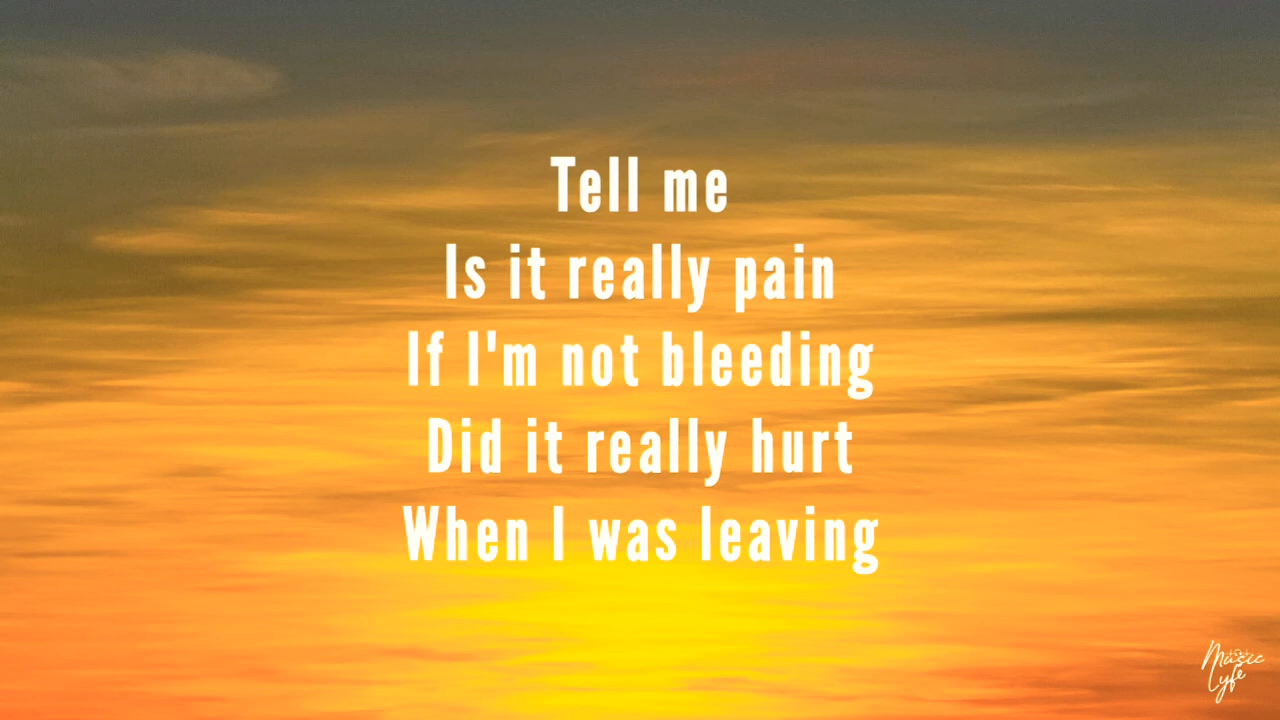 Tell me
Is it really pain
If I'm not bleeding
Did it really hurt
When I was leaving
Music
Lyfe